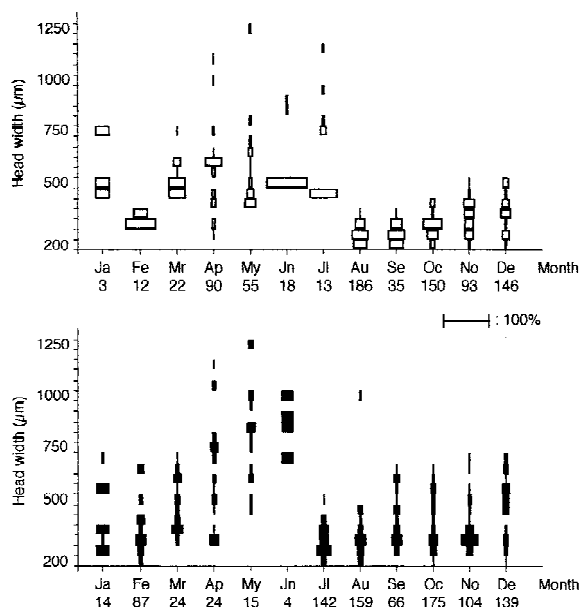 Head width (µm)
1250
1000
750
500
200
Ja Fe Mr Ap My Jn Jl Au Se Oc No De Month
3 12 22 90 55 18 13 186 35 150 93 146
: 100%
Head width (µm)
1250
1000
750
500
200
Ja Fe Mr Ap My Jn Jl Au Se Oc No De Month
14 87 24 24 15 4 142 159 66 175 104 139